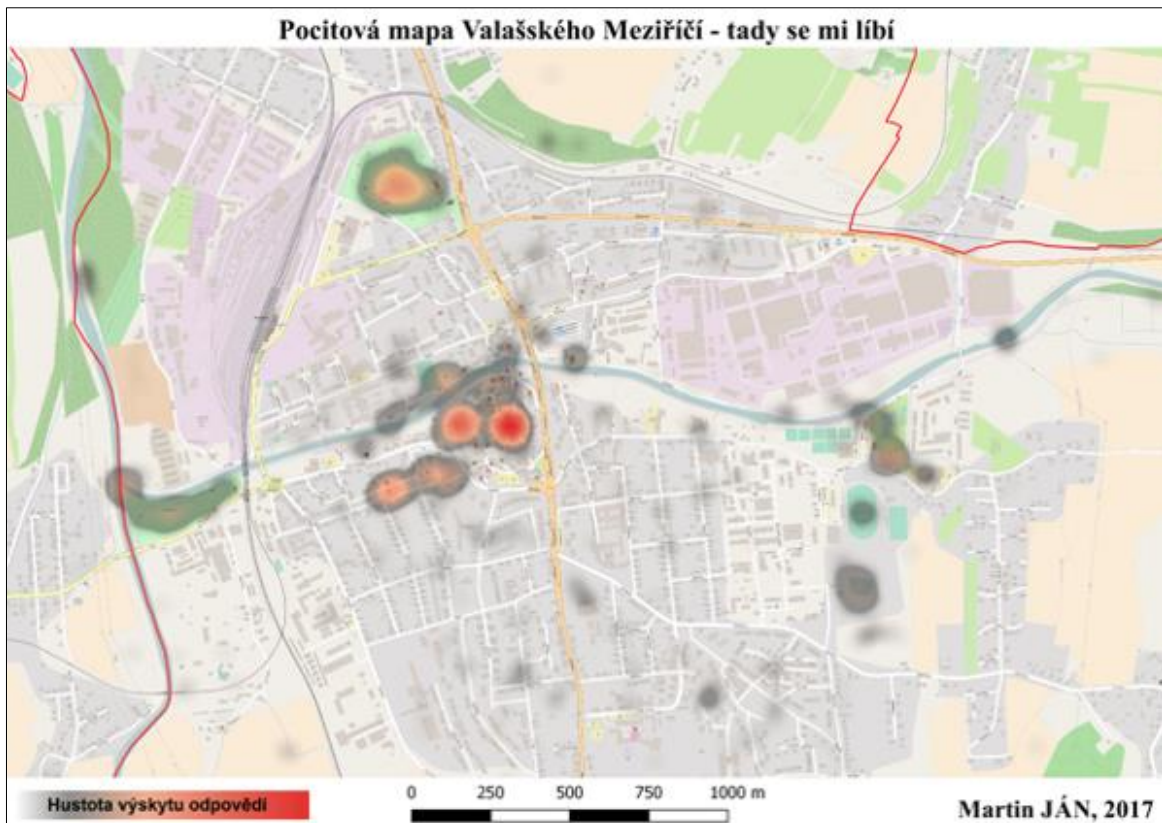 Pocitová mapa Valašského Meziříčí - tady se mi líbí
Hustota výskytu odpovědí
0 250 500 750 1000 m
Martin JÁN, 2017